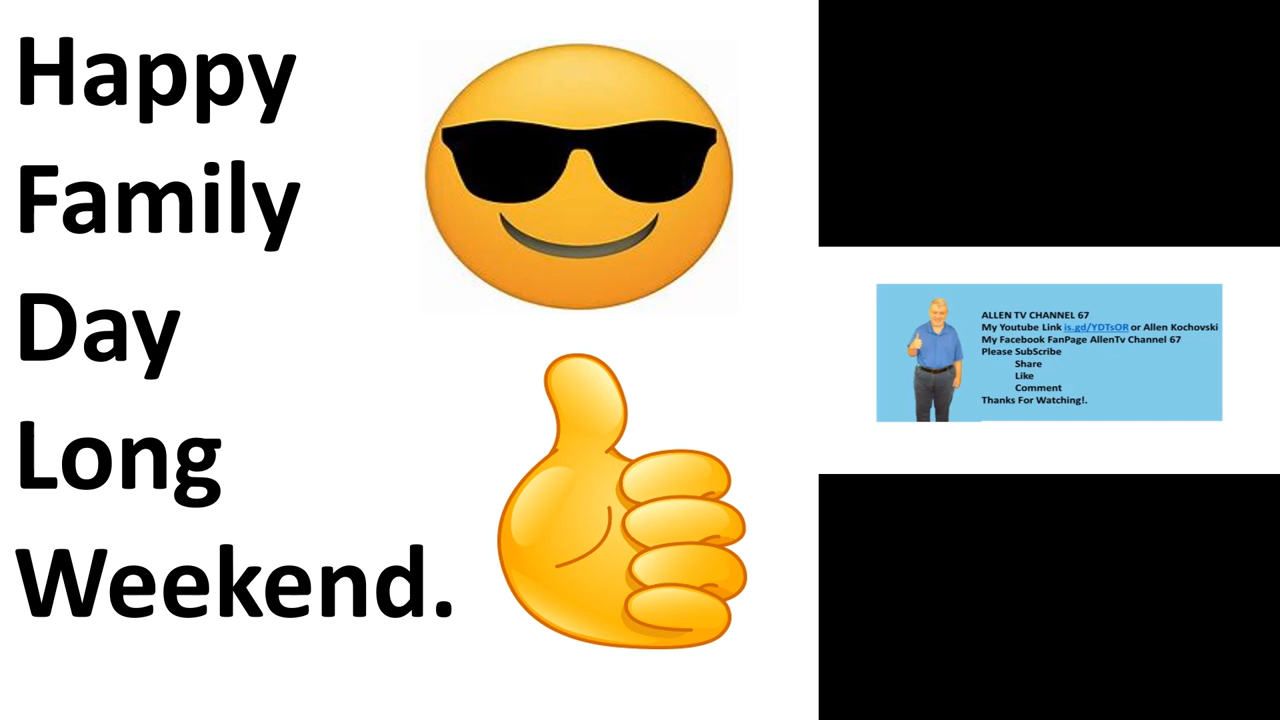 Happy
Family
Day
Long
Weekend.
ALLEN TV CHANNEL 67
My Youtube Link is.gd/YDTsOR or Allen Kochovski
My Facebook FanPage AllenTv Channel 67
Please SubScribe
Share
Like
Comment
Thanks For Watching!.